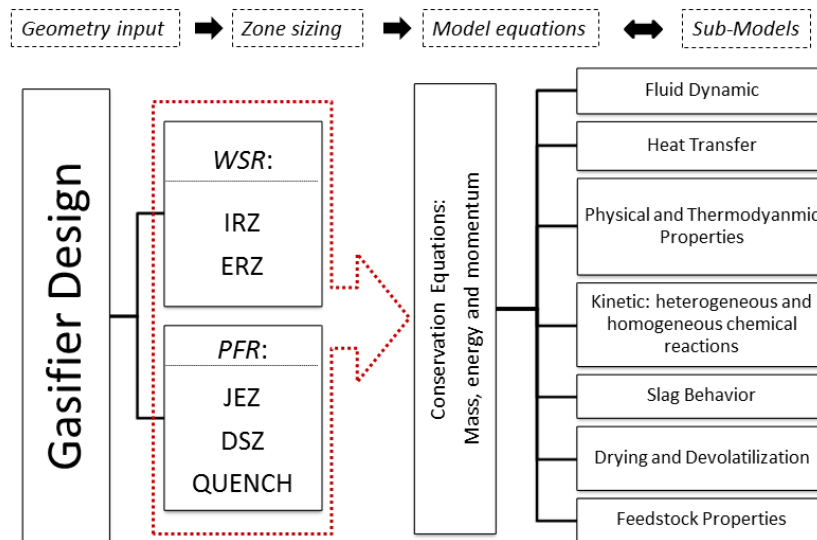 Geometry input
Zone sizing
Model equations
Sub-Models
Gasifier Design
WSR:
IRZ
ERZ
PFR:
JEZ
DSZ
QUENCH
Conservation Equations:
Mass, energy and momentum
Fluid Dynamic
Heat Transfer
Physical and Thermodyanmic
Properties
Kinetic: heterogeneous and
homogeneous chemical
reactions
Slag Behavior
Drying and Devolatilization
Feedstock Properties